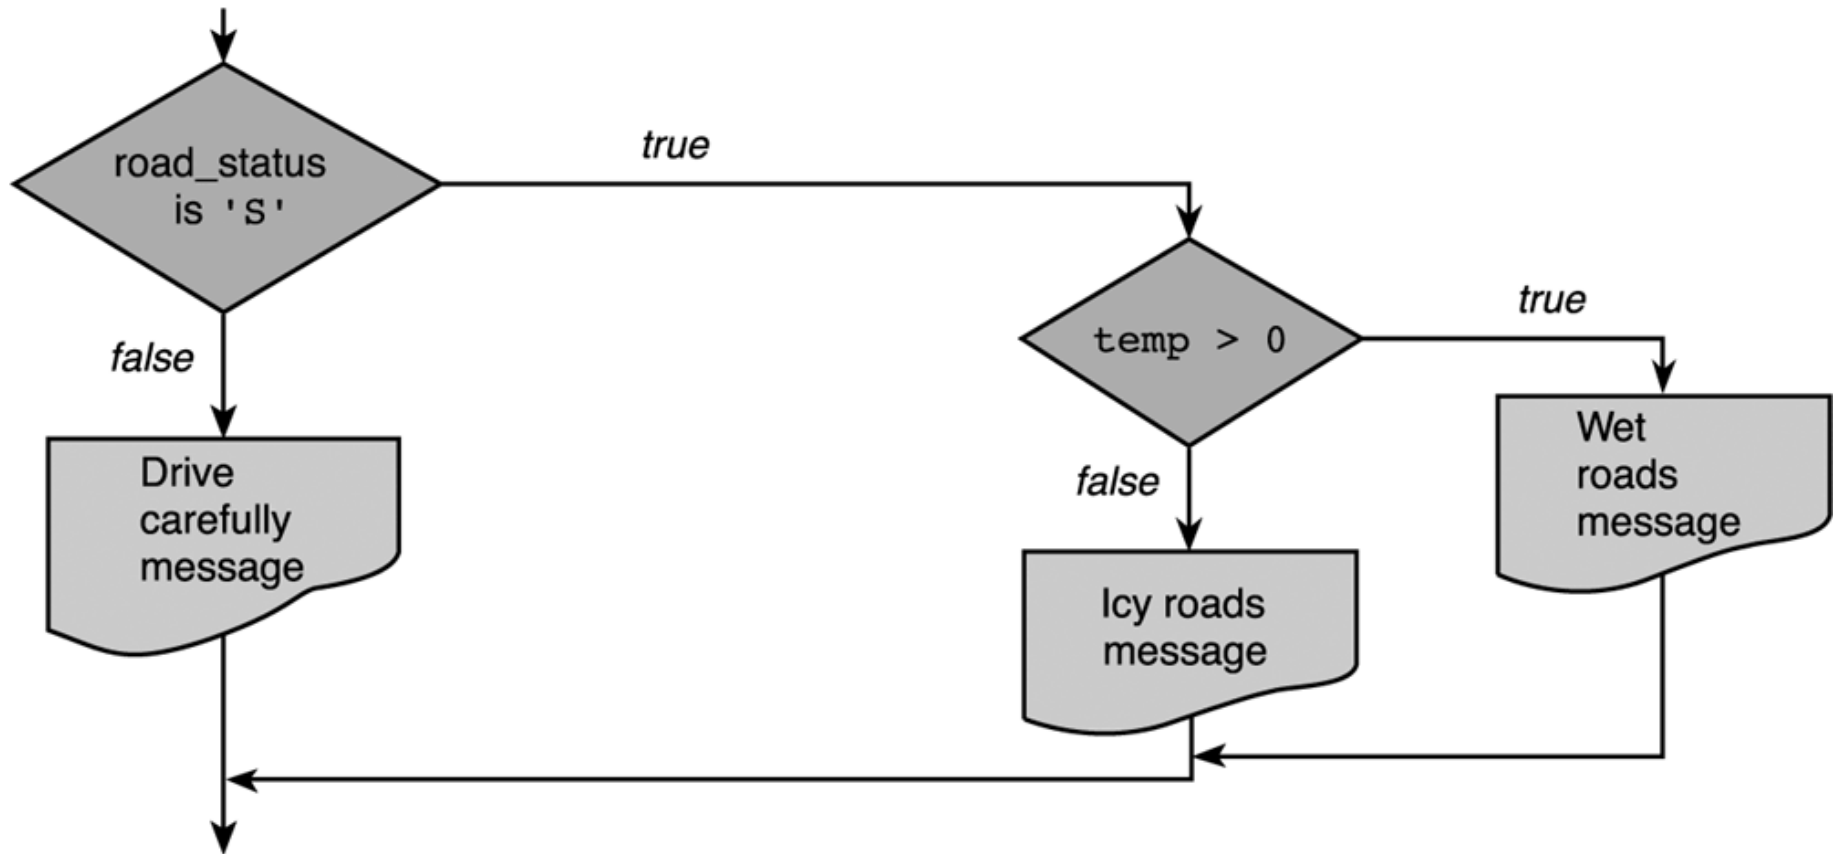 road_status
is 'S'
true
false
Drive
carefully
message
temp > 0
true
false
Icy roads
message
Wet
roads
message